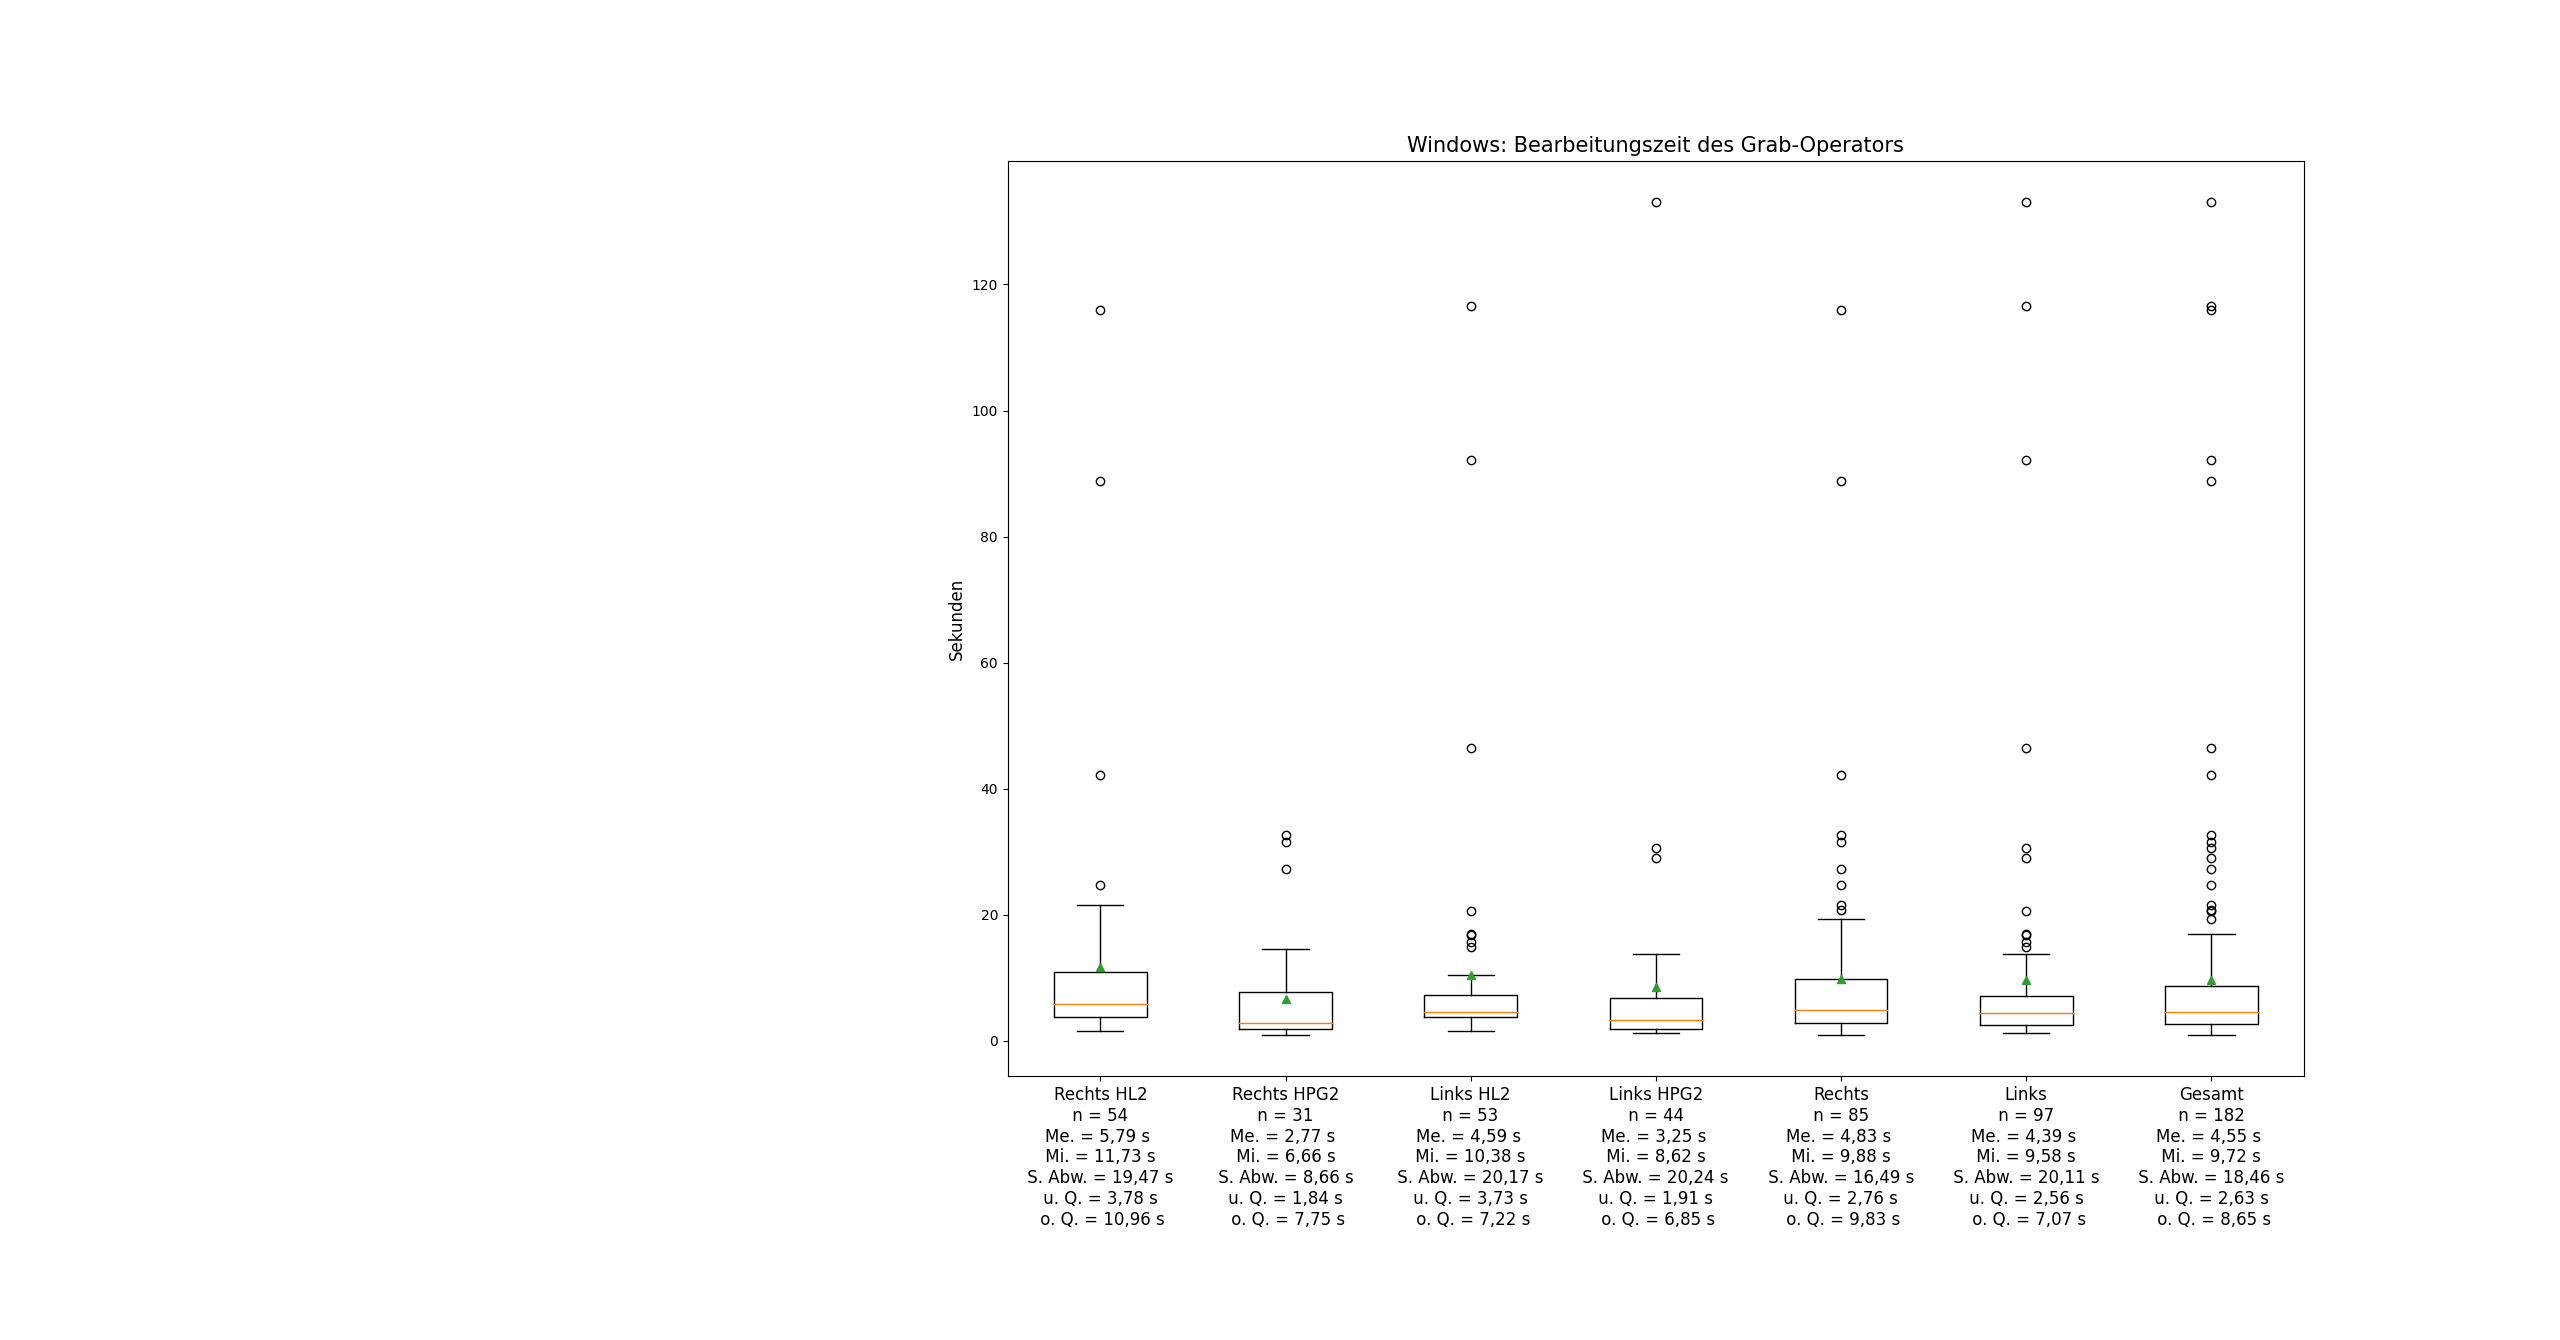 Windows: Bearbeitungszeit des Grab-Operators
120
100
80
60
40
20
0
Sekunden
Rechts HL2
n = 54
Me. = 5,79 s
Mi. = 11,73 s
S. Abw. = 19,47 s
u. Q. = 3,78 s
o. Q. = 10,96 s
Rechts HPG2
n = 31
Me. = 2,77 s
Mi. = 6,66 s
S. Abw. = 8,66 s
u. Q. = 1,84 s
o. Q. = 7,75 s
Links HL2
n = 53
Me. = 4,59 s
Mi. = 10,38 s
S. Abw. = 20,17 s
u. Q. = 3,73 s
o. Q. = 7,22 s
Links HPG2
n = 44
Me. = 3,25 s
Mi. = 8,62 s
S. Abw. = 20,24 s
u. Q. = 1,91 s
o. Q. = 6,85 s
Rechts
n = 85
Me. = 4,83 s
Mi. = 9,88 s
S. Abw. = 16,49 s
u. Q. = 2,76 s
o. Q. = 9,83 s
Links
n = 97
Me. = 4,39 s
Mi. = 9,58 s
S. Abw. = 20,11 s
u. Q. = 2,56 s
o. Q. = 7,07 s
Gesamt
n = 182
Me. = 4,55 s
Mi. = 9,72 s
S. Abw. = 18,46 s
u. Q. = 2,63 s
o. Q. = 8,65 s